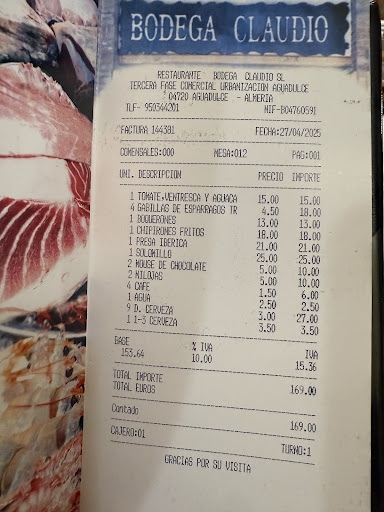 BODEGA CLAUDIO
RESTAURANTE BODEGA CLAUDIO SL
TERCERA FASE COMERCIAL URBANIZACION AGUADULCE
04720 AGUADULCE - ALMERIA
TLF- 950344201 NIF-B04760591
FACTURA 144381 FECHA:27/04/2025
COMENSALES:000 MESA:012 PAG:001
UNI. DESCRIPCION PRECIO IMPORTE
1 TOMATE,VENTRESCA Y AGUACA 15.00 15.00
4 GABILLAS DE ESPARRAGOS TR 4.50 18.00
1 BOQUERONES 13.00 13.00
1 CHIPIRONES FRITOS 18.00 18.00
1 PRESA IBERICA 21.00 21.00
1 SOLOMILLO 25.00 25.00
2 MOUSE DE CHOCOLATE 5.00 10.00
2 MILOJAS 5.00 10.00
4 CAFE 1.50 6.00
1 AGUA 2.50 2.50
9 D. CERVEZA 3.00 27.00
1 1-3 CERVEZA 3.50 3.50
BASE % IVA IVA
153.64 10.00 15.36
TOTAL IMPORTE 169.00
TOTAL EUROS
Contado 169.00
CAJERO:01 TURNO:1
GRACIAS POR SU VISITA